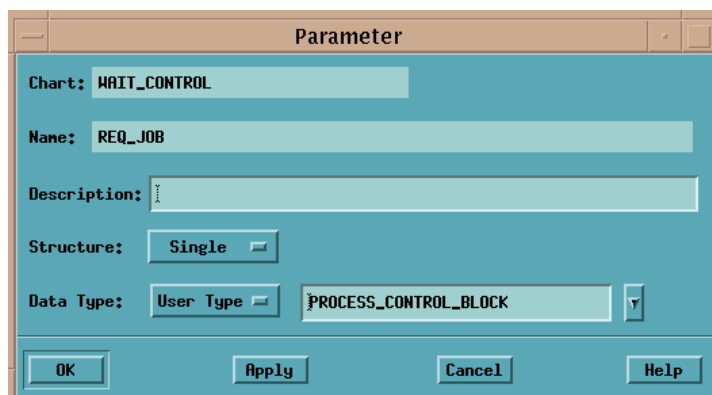 Parameter
Chart: WAIT_CONTROL
Name: REQ_JOB
Description:
Structure: Single
Data Type: User Type PROCESS_CONTROL_BLOCK
OK Apply Cancel Help